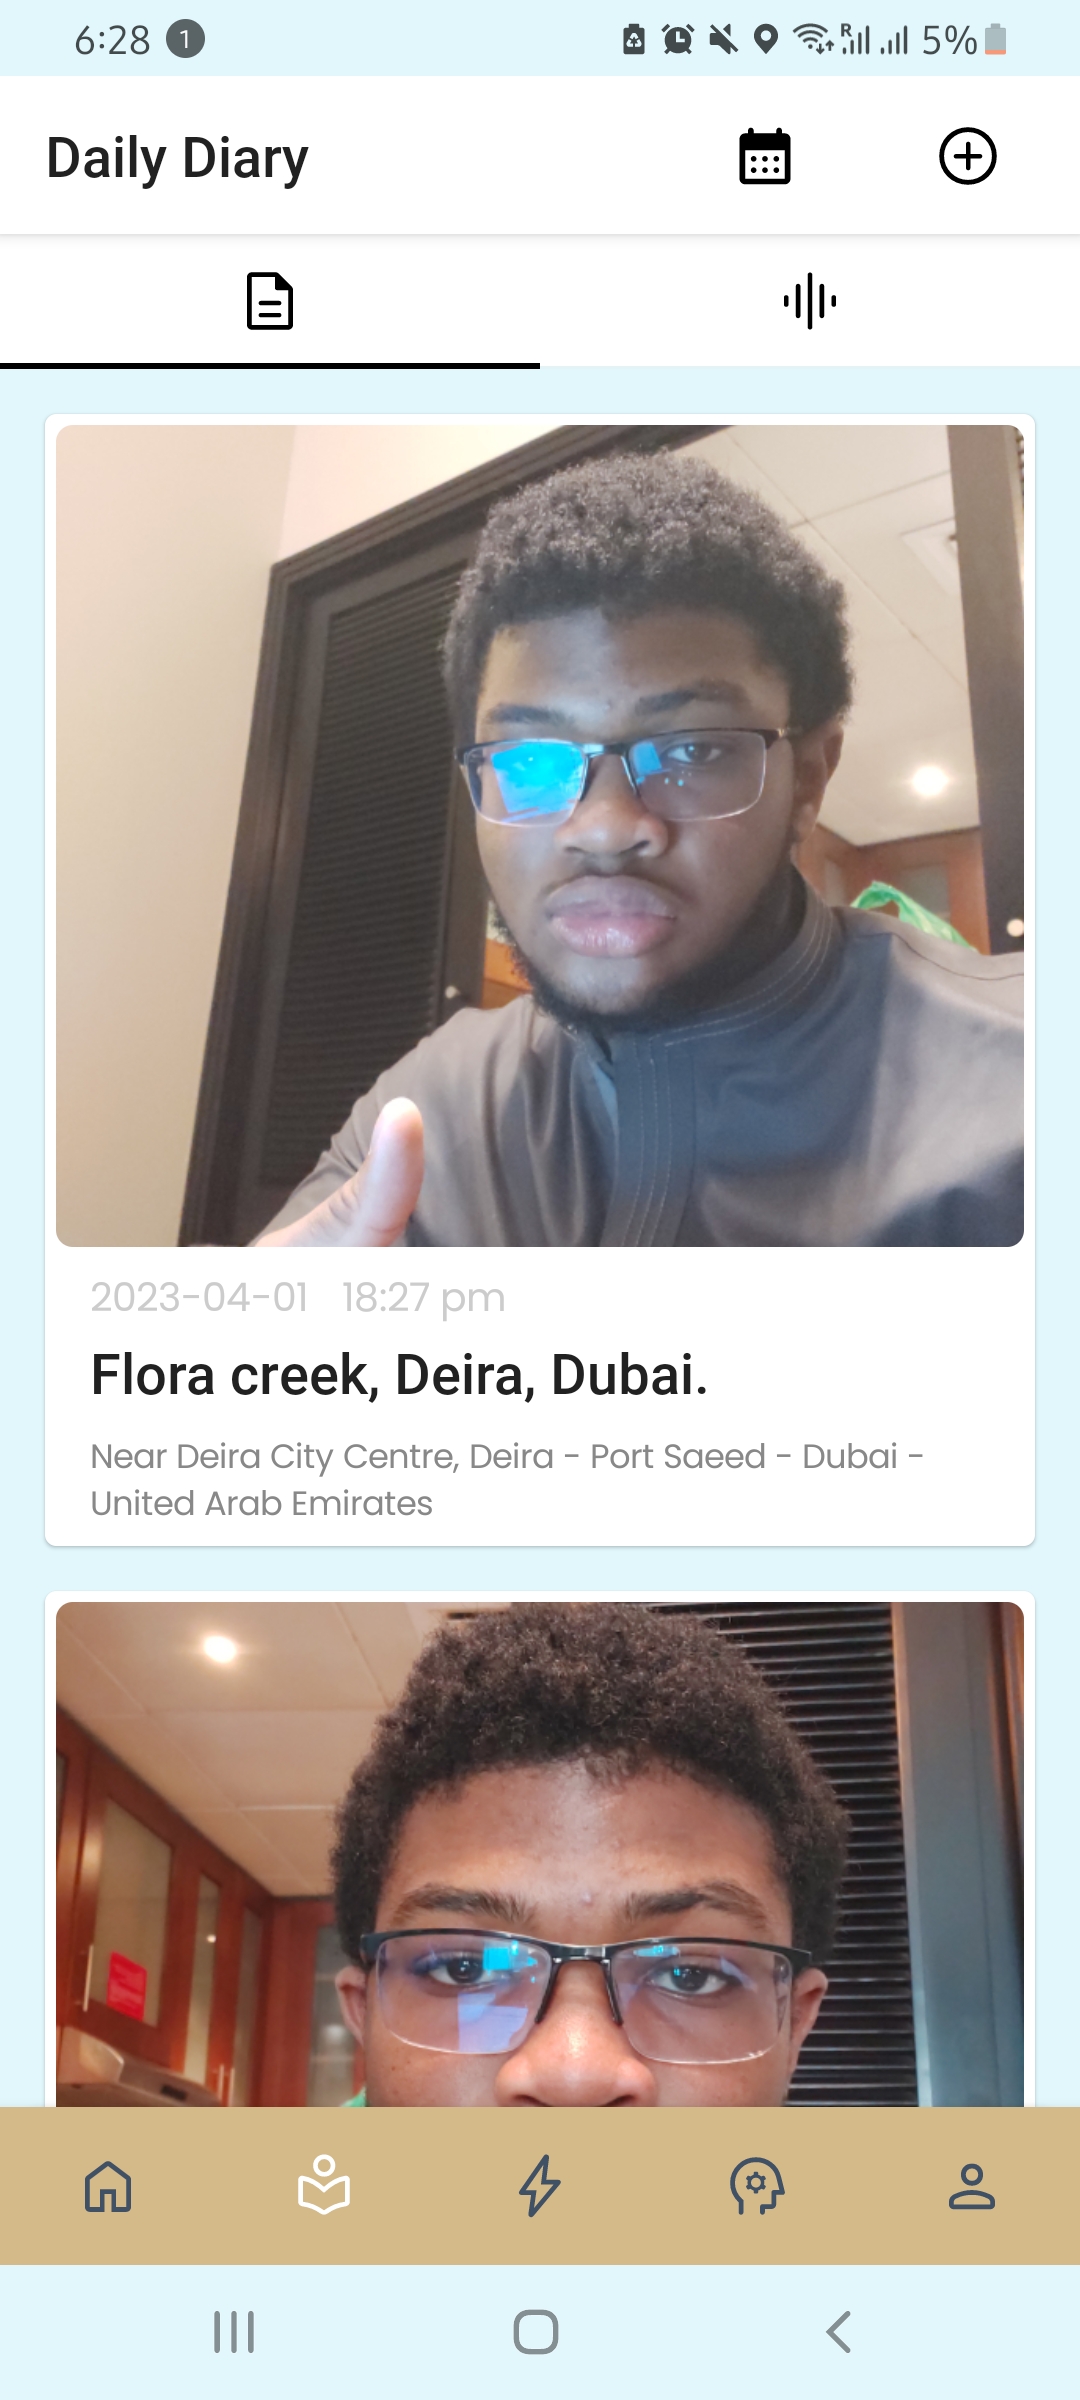 6:28 1 5%
Daily Diary
2023-04-01 18:27 pm
Flora creek, Deira, Dubai.
Near Deira City Centre, Deira - Port Saeed - Dubai -
United Arab Emirates